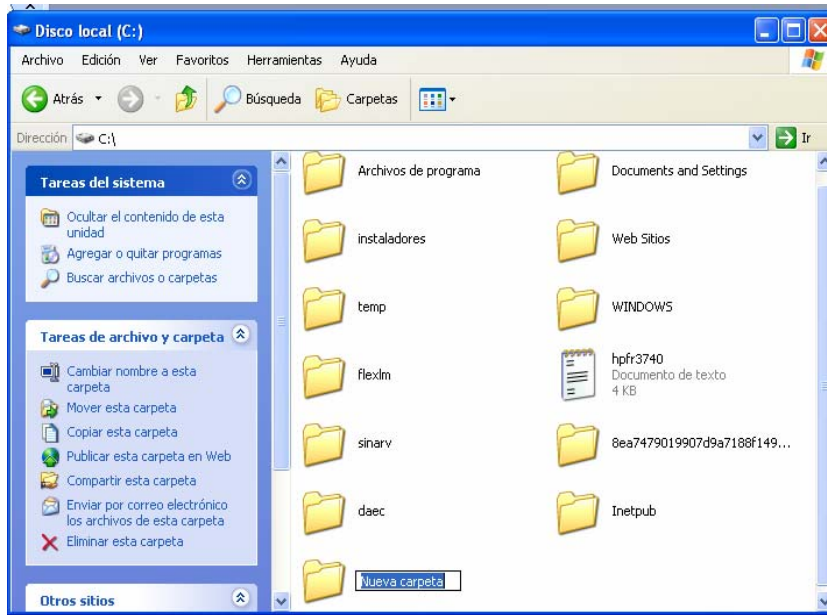 Disco local (C:)
Archivo Edición Ver Favoritos Herramientas Ayuda
Atrás Búsqueda Carpetas
Dirección C:\ Ir
Tareas del sistema
Ocultar el contenido de esta
unidad
Agregar o quitar programas
Buscar archivos o carpetas
Tareas de archivo y carpeta
Cambiar nombre a esta
carpeta
Mover esta carpeta
Copiar esta carpeta
Publicar esta carpeta en Web
Compartir esta carpeta
Enviar por correo electrónico
los archivos de esta carpeta
Eliminar esta carpeta
Otros sitios
Archivos de programa
Documents and Settings
instaladores
Web Sitios
temp
WINDOWS
flexlm
hpfr3740
Documento de texto
4 KB
sinarv
8ea7479019907d9a7188f149...
daec
Inetpub
Nueva carpeta